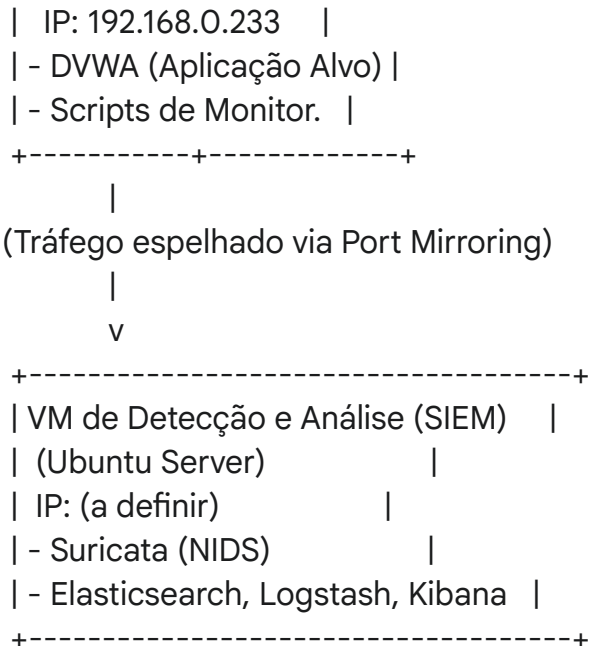 | IP: 192.168.0.233 |
| - DVWA (Aplicação Alvo) |
| - Scripts de Monitor. |
+-----------+-------------+
|
(Tráfego espelhado via Port Mirroring)
|
v
+-------------------------------------+
| VM de Detecção e Análise (SIEM) |
| (Ubuntu Server) |
| IP: (a definir) |
| - Suricata (NIDS) |
| - Elasticsearch, Logstash, Kibana |
+-------------------------------------+